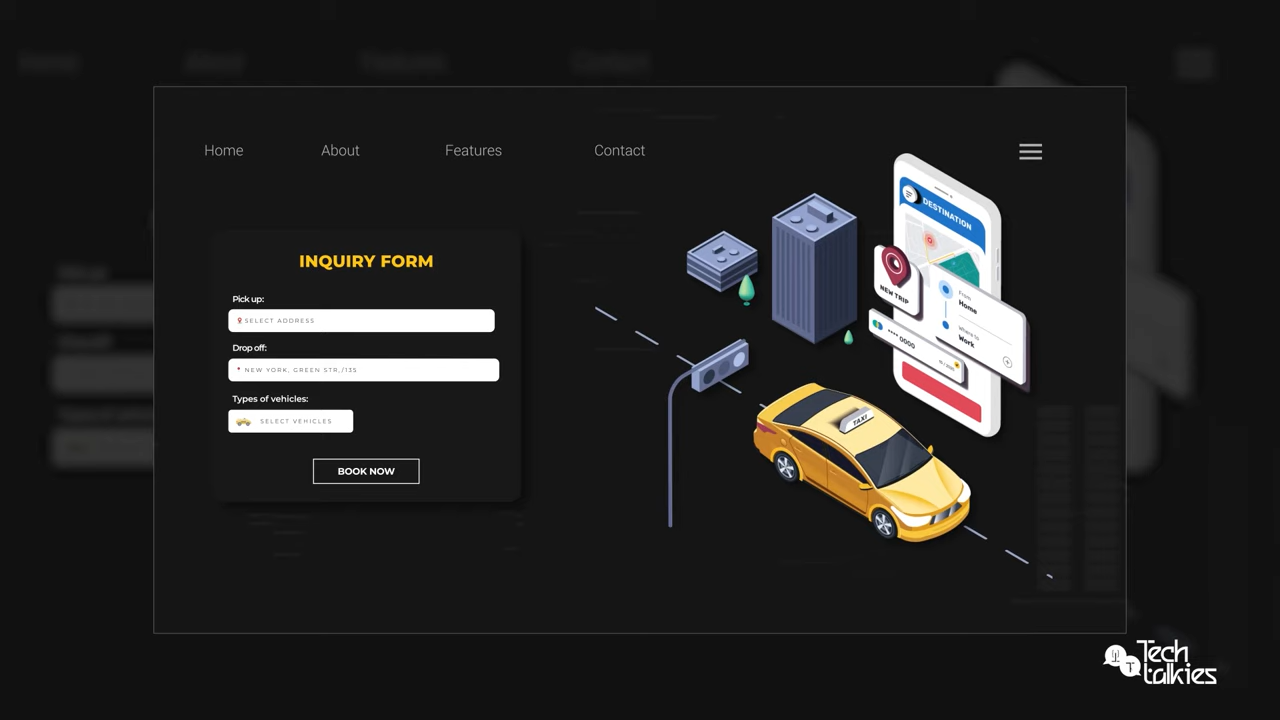 Home About Features Contact
INQUIRY FORM
Pick up:
SELECT ADDRESS
Drop off:
NEW YORK, GREEN STR,/135
Types of vehicles:
SELECT VEHICLES
BOOK NOW
DESTINATION
NEW TRIP
From
Home
Where to
Work
**** 0000
TAXI
Tech
talkies